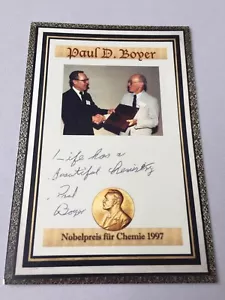 Paul D. Boyer
Life has a
beautiful chemistry
Paul
Boyer
Nobelpreis für Chemie 1997